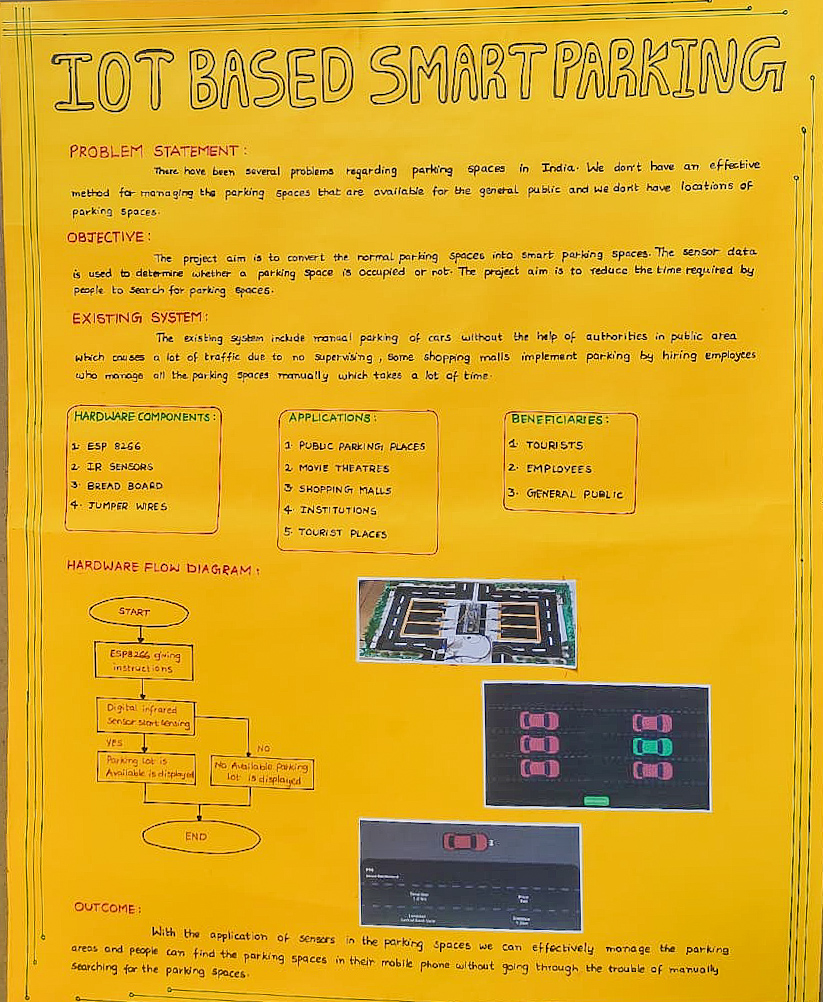 IOT BASED SMART PARKING
PROBLEM STATEMENT:
There have been several problems regarding parking spaces in India. We don't have an effective
method for managing the parking spaces that are available for the general public and we dont have locations of
parking spaces.
OBJECTIVE:
The project aim is to convert the normal parking spaces into smart parking spaces. The sensor data
is used to determine whether a parking space is occupied or not. The project aim is to reduce the time required by
people to search for parking spaces.
EXISTING SYSTEM:
The existing system include manual parking of cars without the help of authorities in public area
which causes a lot of traffic due to no supervising, some shopping malls implement parking by hiring employees
who manage all the parking spaces manually which takes a lot of time.
HARDWARE COMPONENTS:
1. ESP 8266
2. IR SENSORS
3. BREAD BOARD
4. JUMPER WIRES
APPLICATIONS:
1. PUBLIC PARKING PLACES
2. MOVIE THEATRES
3. SHOPPING MALLS
4. INSTITUTIONS
5. TOURIST PLACES
BENEFICIARIES:
1. TOURISTS
2. EMPLOYEES
3. GENERAL PUBLIC
HARDWARE FLOW DIAGRAM:
START
ESP8266 giving
instructions
Digital infrared
Sensor start sensing
YES
NO
Parking Lot is
Available is displayed
No Available Parking
Lot is displayed
END
OUTCOME:
With the application of sensors in the parking spaces we can effectively manage the parking
areas and people can find the parking spaces in their mobile phone without going through the trouble of manually
searching for the parking spaces.